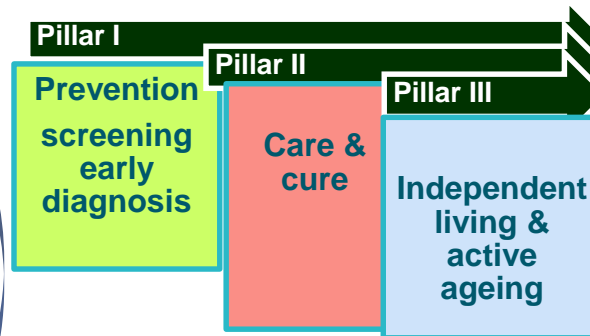 Pillar I
Prevention
screening
early
diagnosis
Pillar II
Care &
cure
Pillar III
Independent
living &
active
ageing